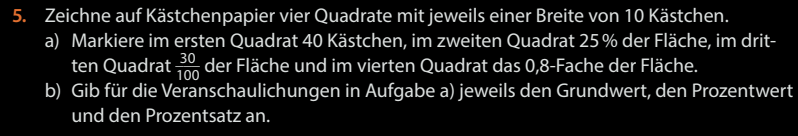 5. Zeichne auf Kästchenpapier vier Quadrate mit jeweils einer Breite von 10 Kästchen.
a) Markiere im ersten Quadrat 40 Kästchen, im zweiten Quadrat 25 % der Fläche, im drit-
ten Quadrat 30/100 der Fläche und im vierten Quadrat das 0,8-Fache der Fläche.
b) Gib für die Veranschaulichungen in Aufgabe a) jeweils den Grundwert, den Prozentwert
und den Prozentsatz an.